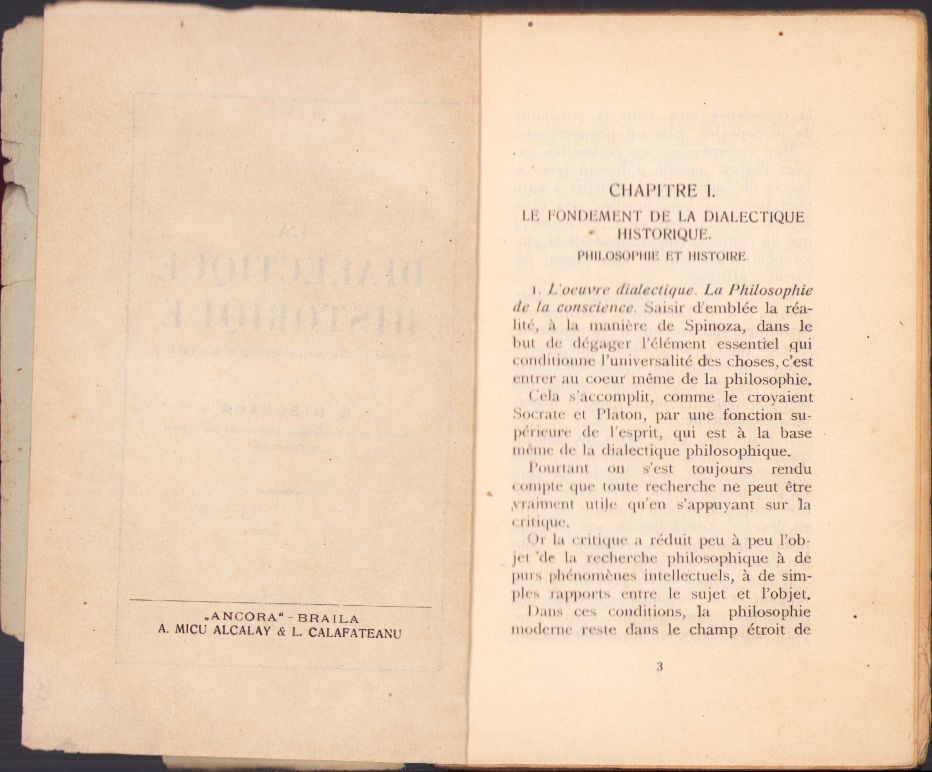 „ANCORA“ - BRAILA
A. MICU ALCALAY & L. CALAFATEANU
CHAPITRE I.
LE FONDEMENT DE LA DIALECTIQUE
HISTORIQUE.
PHILOSOPHIE ET HISTOIRE
1. L'oeuvre dialectique. La Philosophie
de la conscience. Saisir d'emblée la réa-
lité, à la manière de Spinoza, dans le
but de dégager l'élément essentiel qui
conditionne l'universalité des choses, c'est
entrer au coeur même de la philosophie.
Cela s'accomplit, comme le croyaient
Socrate et Platon, par une fonction su-
périeure de l'esprit, qui est à la base
même de la dialectique philosophique.
Pourtant on s'est toujours rendu
compte que toute recherche ne peut être
vraiment utile qu'en s'appuyant sur la
critique.
Or la critique a réduit peu à peu l'ob-
jet de la recherche philosophique à de
purs phénomènes intellectuels, à de sim-
ples rapports entre le sujet et l'objet.
Dans ces conditions, la philosophie
moderne reste dans le champ étroit de
3